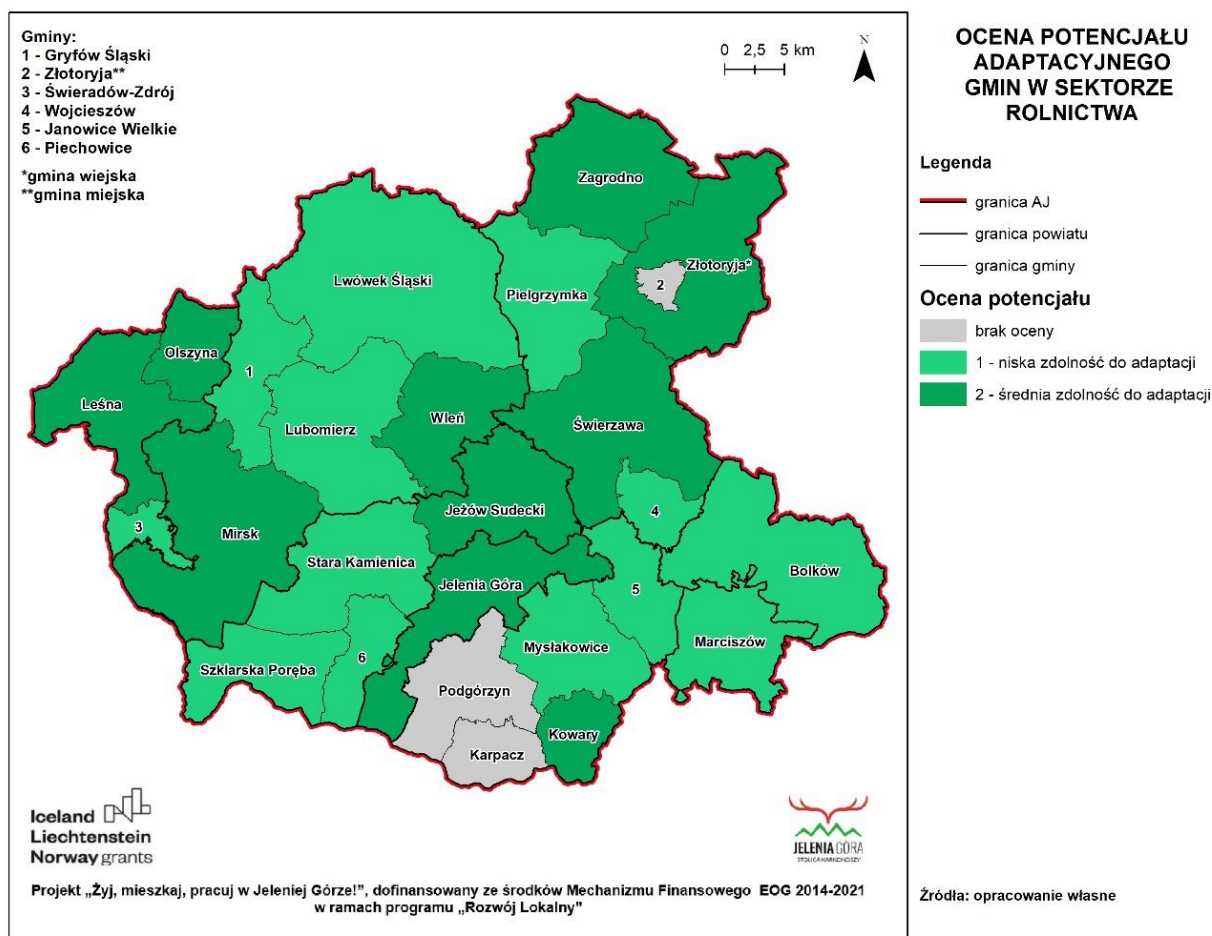 Gminy:
1 - Gryfów Śląski
2 - Złotoryja**
3 - Świeradów-Zdrój
4 - Wojcieszów
5 - Janowice Wielkie
6 - Piechowice
*gmina wiejska
**gmina miejska
0 2,5 5 km
N
Zagrodno
Złotoryja*
2
Lwówek Śląski
Pielgrzymka
Olszyna
1
Leśna
Lubomierz
Wleń
Świerzawa
Jeżów Sudecki
4
3
Mirsk
Stara Kamienica
Jelenia Góra
Bolków
5
Mysłakowice
Marciszów
Szklarska Poręba
6
Podgórzyn
Kowary
Karpacz
Iceland
Liechtenstein
Norway grants
JELENIA GÓRA
STOLICA KARKONOSZY
Projekt „Żyj, mieszkaj, pracuj w Jeleniej Górze!", dofinansowany ze środków Mechanizmu Finansowego EOG 2014-2021
w ramach programu „Rozwój Lokalny"
OCENA POTENCJAŁU
ADAPTACYJNEGO
GMIN W SEKTORZE
ROLNICTWA
Legenda
granica AJ
granica powiatu
granica gminy
Ocena potencjału
brak oceny
1 - niska zdolność do adaptacji
2 - średnia zdolność do adaptacji
Źródła: opracowanie własne